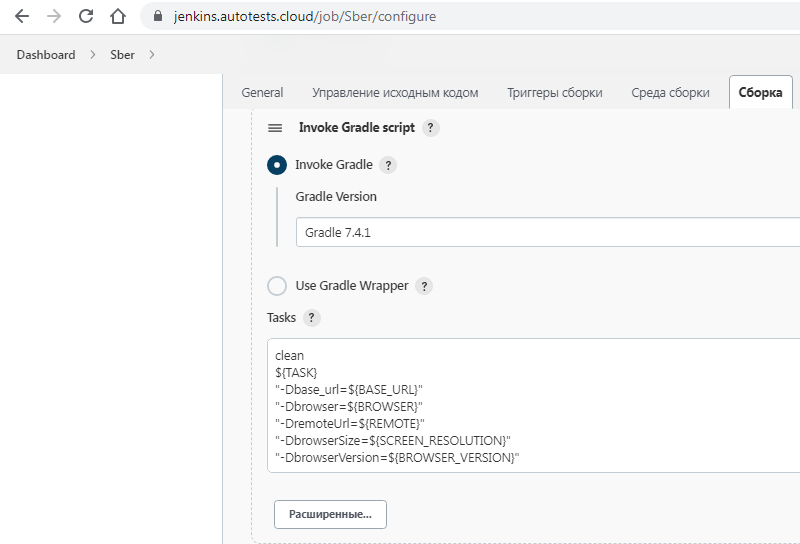 jenkins.autotests.cloud/job/Sber/configure
Dashboard Sber
General Управление исходным кодом Триггеры сборки Среда сборки Сборка
Invoke Gradle script ?
Invoke Gradle ?
Gradle Version
Gradle 7.4.1
Use Gradle Wrapper ?
Tasks ?
clean
${TASK}
"-Dbase_url=${BASE_URL}"
"-Dbrowser=${BROWSER}"
"-DremoteUrl=${REMOTE}"
"-DbrowserSize=${SCREEN_RESOLUTION}"
"-DbrowserVersion=${BROWSER_VERSION}"
Расширенные...